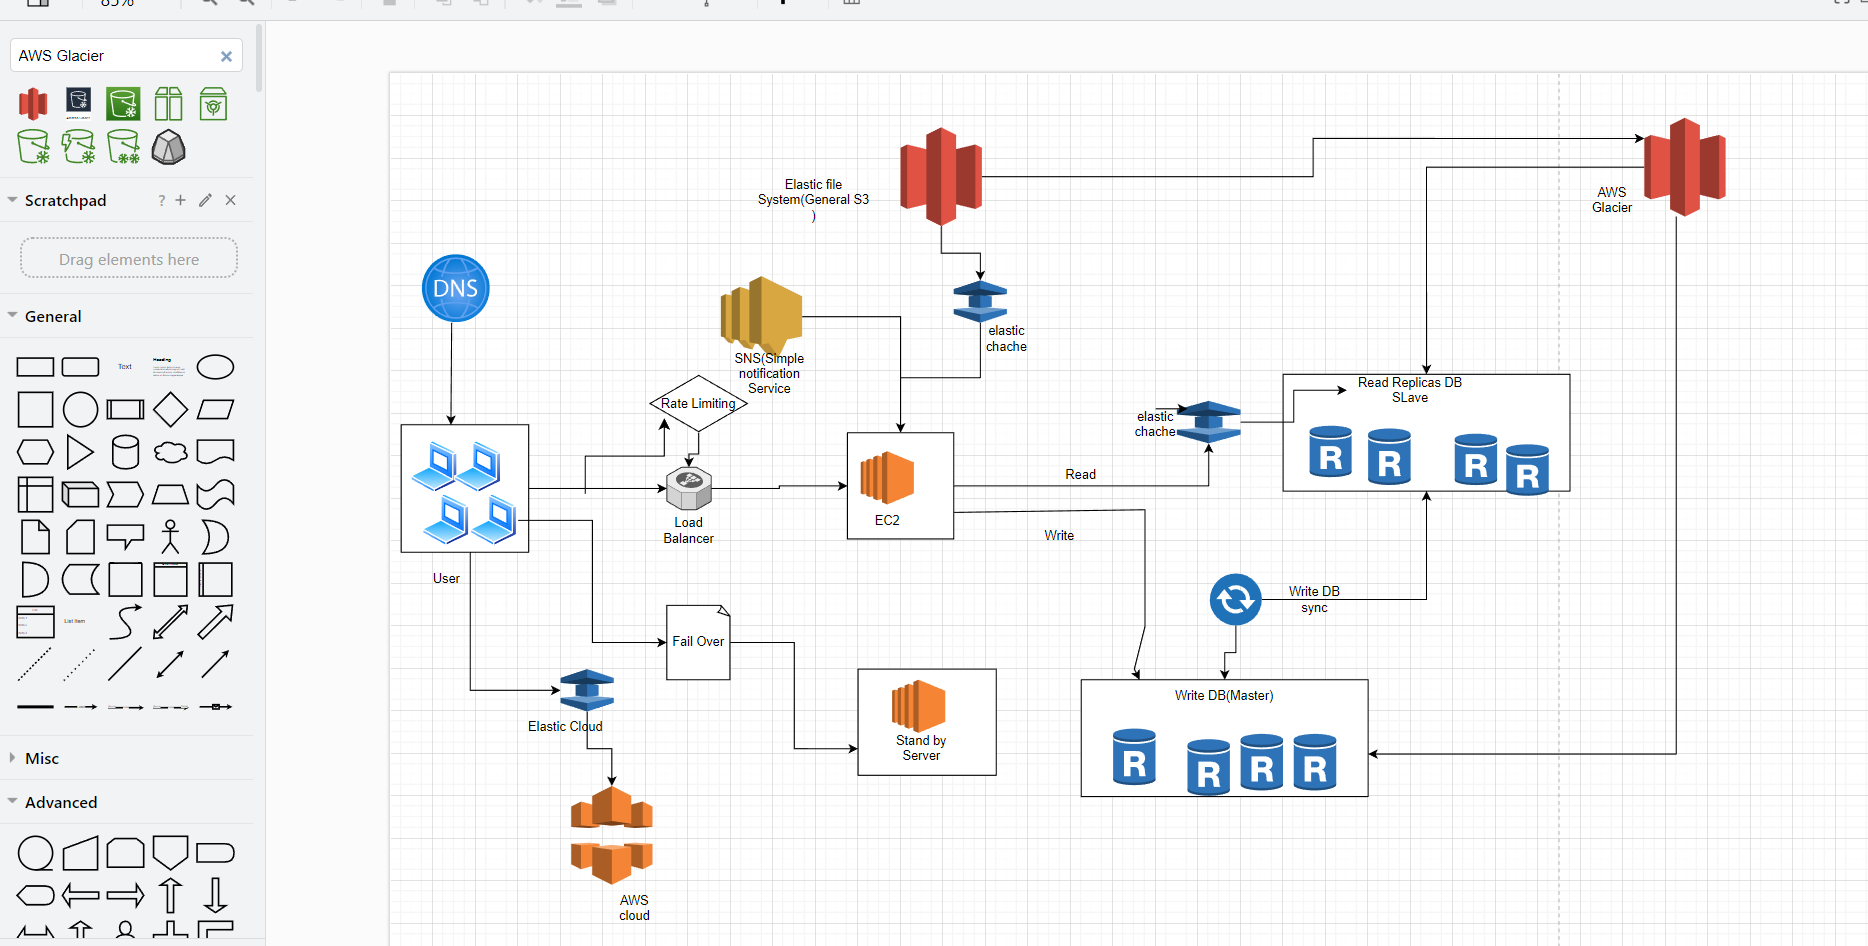 85%
AWS Glacier
Scratchpad
?
Drag elements here
General
Text
Heading
List Item
Misc
Advanced
Elastic file
System(General S3
)
AWS
Glacier
DNS
elastic
chache
SNS(Simple
notification
Service
Rate Limiting
Read Replicas DB
SLave
elastic
chache
R
R
R
R
Read
EC2
Load
Balancer
Write
User
Write DB
sync
Fail Over
Write DB(Master)
Elastic Cloud
Stand by
Server
R
R
R
R
AWS
cloud